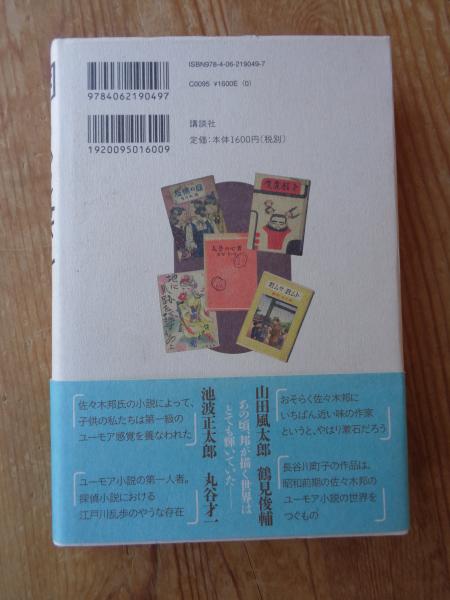 ISBN978-4-06-219049-7
9784062190497
C0095 ¥1600E (0)
講談社
定価:本体1600円(税別)
1920095016009
佐々木邦氏の小説によって、
子供の私たちは第一級の
ユーモア感覚を養なわれた
ユーモア小説の第一人者。
探偵小説における
江戸川乱歩のやうな存在
山田風太郎 鶴見俊輔
あの頃、邦が描く世界は
とても輝いていた――
池波正太郎 丸谷才一
おそらく佐々木邦に
いちばん近い味の作家
というと、やはり漱石だろう
長谷川町子の作品は、
昭和前期の佐々木邦の
ユーモア小説の世界を
つぐもの